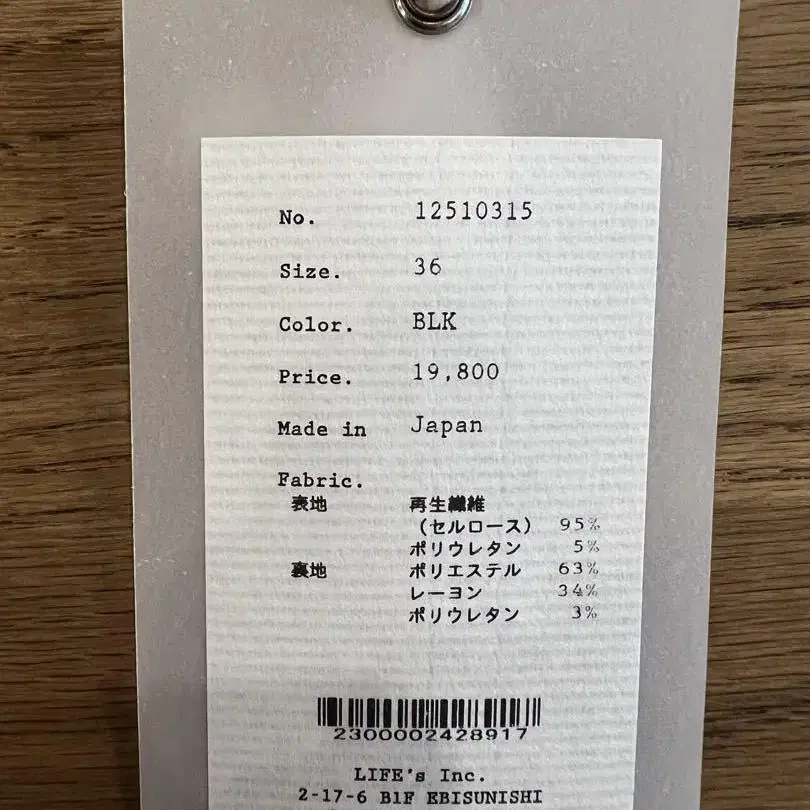 No. 12510315
Size. 36
Color. BLK
Price. 19,800
Made in Japan
Fabric.
表地 再生繊維
(セルロース) 95%
ポリウレタン 5%
裏地 ポリエステル 63%
レーヨン 34%
ポリウレタン 3%
2300002428917
LIFE's Inc.
2-17-6 B1F EBISUNISHI